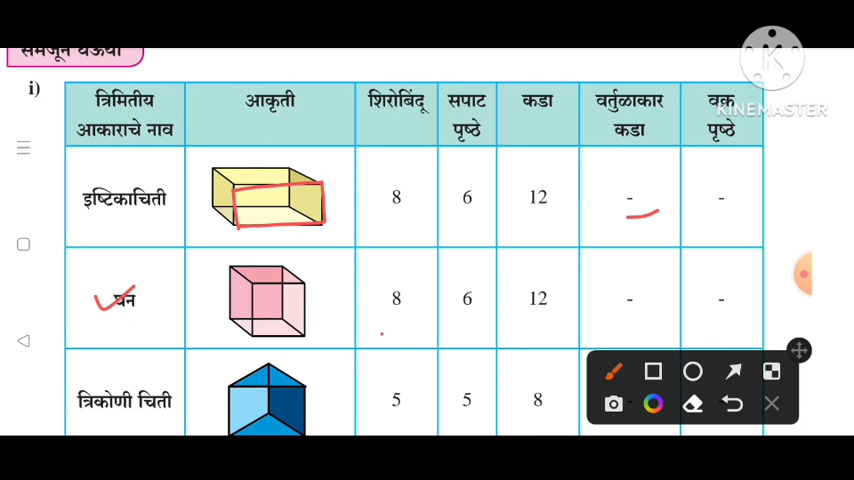 समजून घेऊया
KINEMASTER
i)
त्रिमितीय आकाराचे नाव आकृती शिरोबिंदू सपाट पृष्ठे कडा वर्तुळाकार कडा वक्र पृष्ठे
इष्टिकाचिती 8 6 12 - -
घन 8 6 12 - -
त्रिकोणी चिती 5 5 8